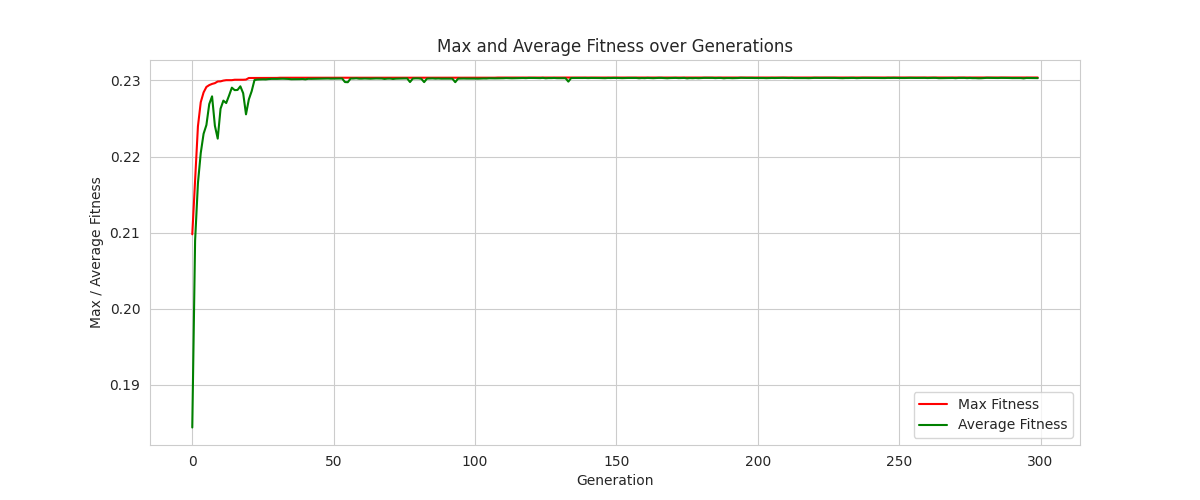 Max and Average Fitness over Generations
Max / Average Fitness
0.23
0.22
0.21
0.20
0.19
0
50
100
150
200
250
300
Generation
Max Fitness
Average Fitness